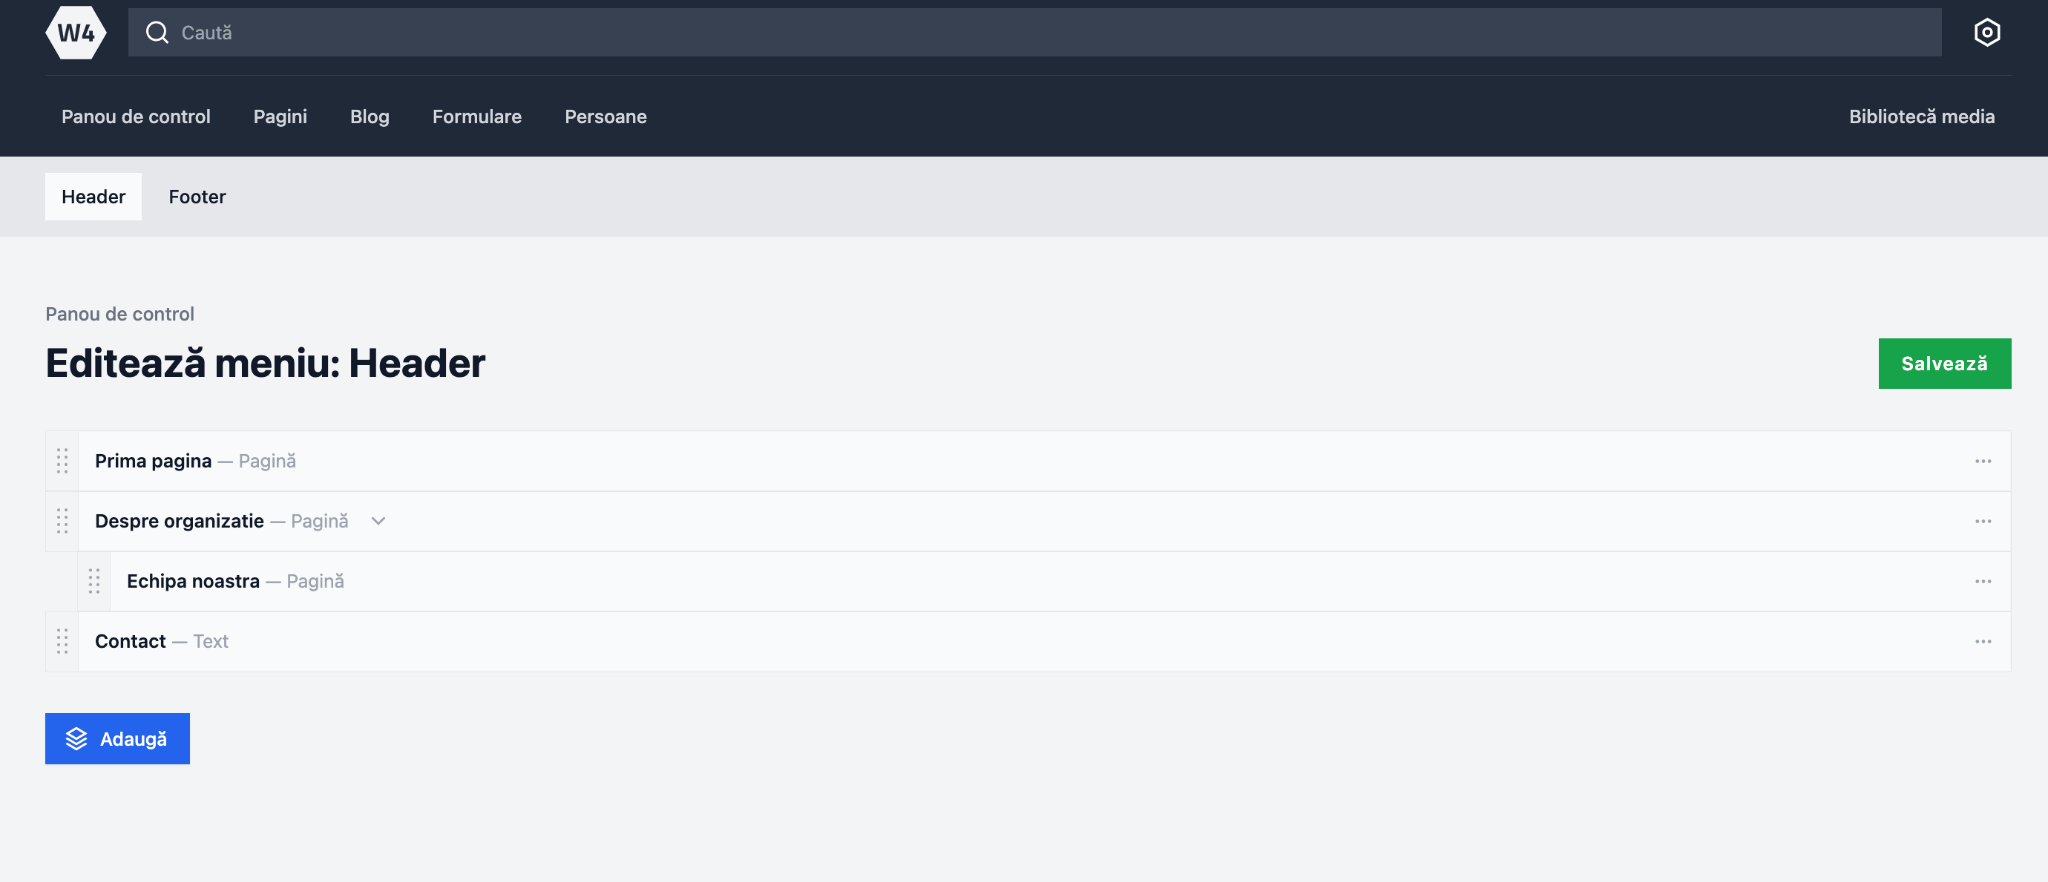 W4
Caută
Panou de control Pagini Blog Formulare Persoane Bibliotecă media
Header Footer
Panou de control
Editează meniu: Header
Salvează
Prima pagina — Pagină
Despre organizatie — Pagină
Echipa noastra — Pagină
Contact — Text
Adaugă